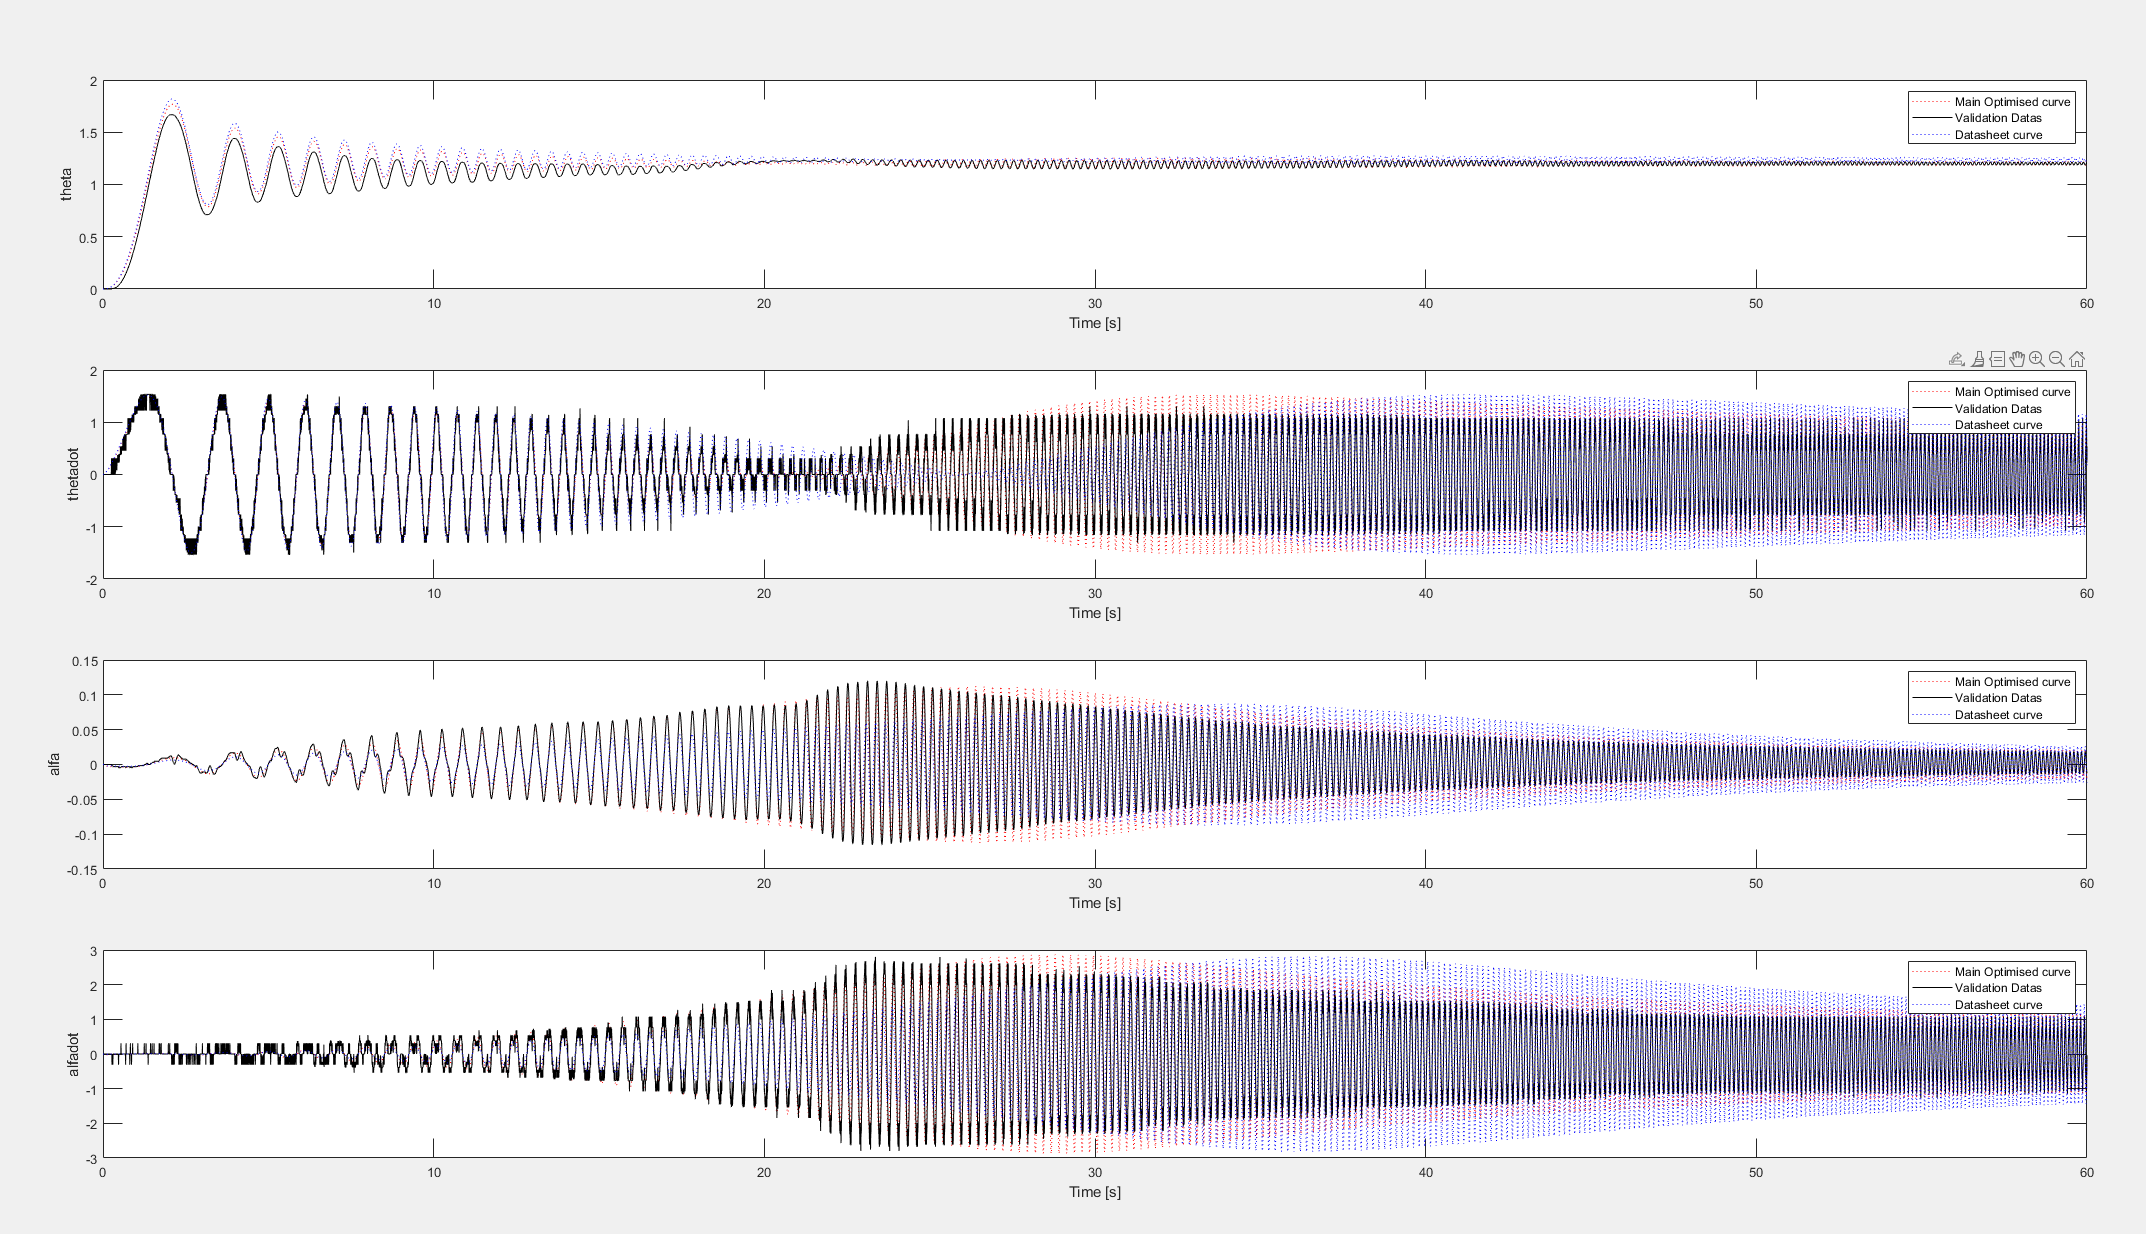 2
1.5
1
0.5
0
theta
0 10 20 30 40 50 60
Time [s]
Main Optimised curve
Validation Datas
Datasheet curve
2
1
0
-1
-2
thetadot
0 10 20 30 40 50 60
Time [s]
Main Optimised curve
Validation Datas
Datasheet curve
0.15
0.1
0.05
0
-0.05
-0.1
-0.15
alfa
0 10 20 30 40 50 60
Time [s]
Main Optimised curve
Validation Datas
Datasheet curve
3
2
1
0
-1
-2
-3
alfadot
0 10 20 30 40 50 60
Time [s]
Main Optimised curve
Validation Datas
Datasheet curve